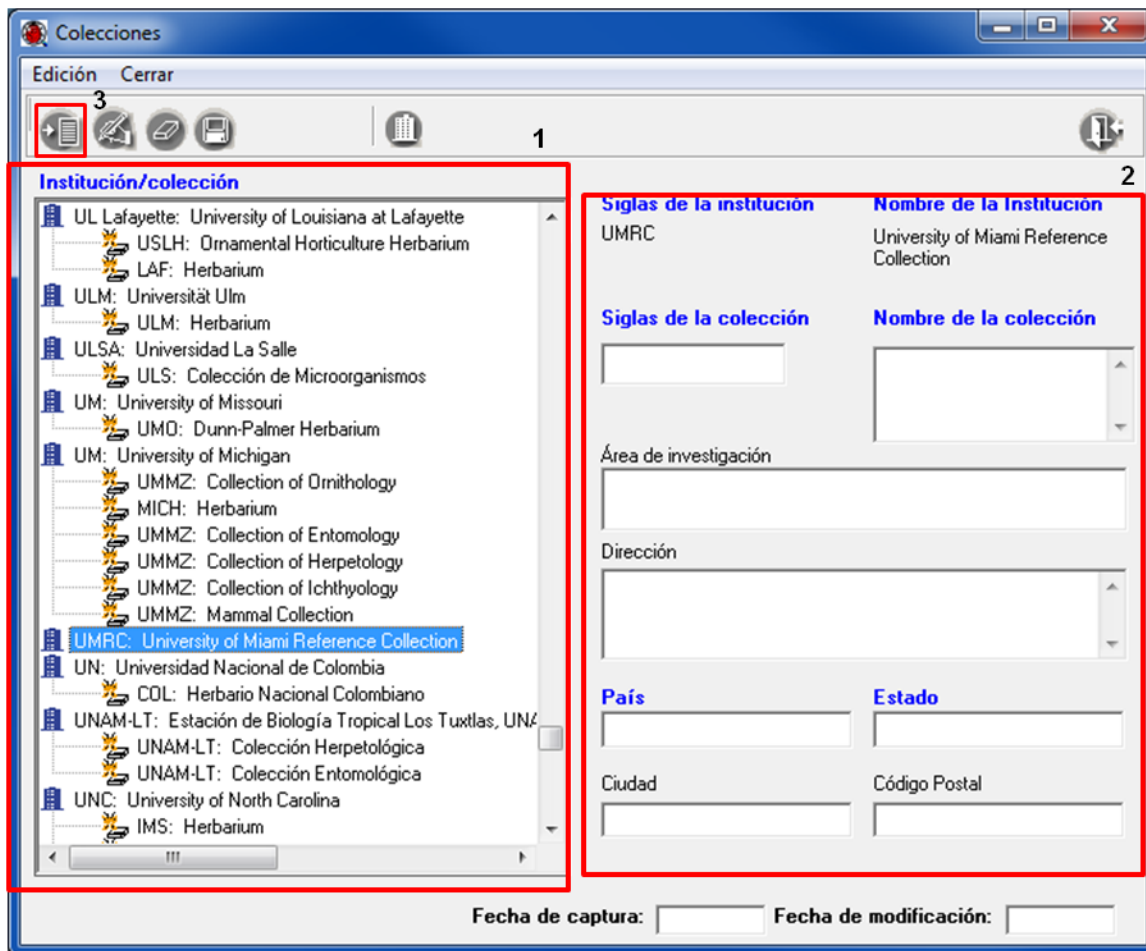 Colecciones
Edición Cerrar
3
1
2
Institución/colección
UL Lafayette: University of Louisiana at Lafayette
USLH: Ornamental Horticulture Herbarium
LAF: Herbarium
ULM: Universität Ulm
ULM: Herbarium
ULSA: Universidad La Salle
ULS: Colección de Microorganismos
UM: University of Missouri
UMO: Dunn-Palmer Herbarium
UM: University of Michigan
UMMZ: Collection of Ornithology
MICH: Herbarium
UMMZ: Collection of Entomology
UMMZ: Collection of Herpetology
UMMZ: Collection of Ichthyology
UMMZ: Mammal Collection
UMRC: University of Miami Reference Collection
UN: Universidad Nacional de Colombia
COL: Herbario Nacional Colombiano
UNAM-LT: Estación de Biología Tropical Los Tuxtlas, UNA
UNAM-LT: Colección Herpetológica
UNAM-LT: Colección Entomológica
UNC: University of North Carolina
IMS: Herbarium
Siglas de la institución
UMRC
Nombre de la Institución
University of Miami Reference
Collection
Siglas de la colección
Nombre de la colección
Área de investigación
Dirección
País
Estado
Ciudad
Código Postal
Fecha de captura:
Fecha de modificación: